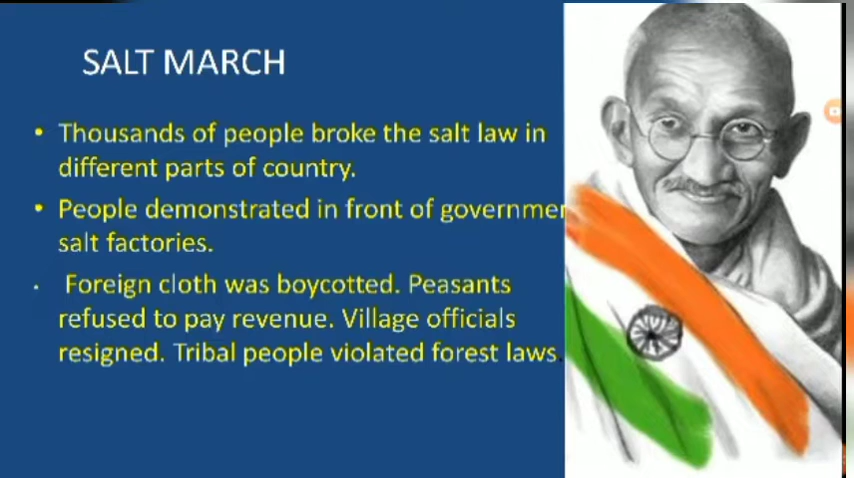 SALT MARCH
• Thousands of people broke the salt law in
different parts of country.
• People demonstrated in front of governmen
salt factories.
• Foreign cloth was boycotted. Peasants
refused to pay revenue. Village officials
resigned. Tribal people violated forest laws.